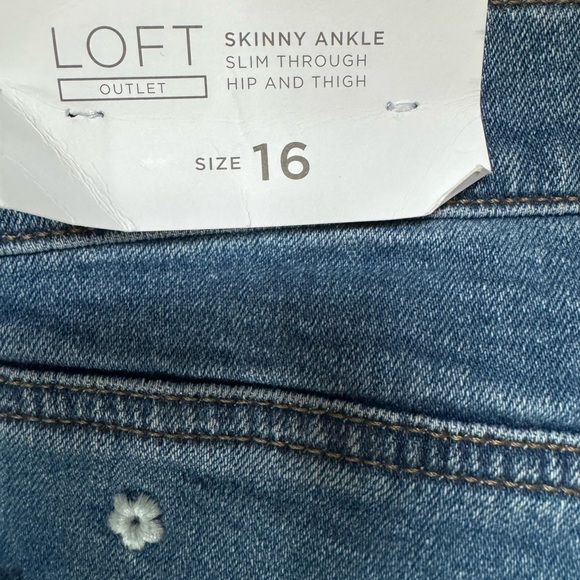 LOFT
OUTLET
SKINNY ANKLE
SLIM THROUGH
HIP AND THIGH
SIZE 16